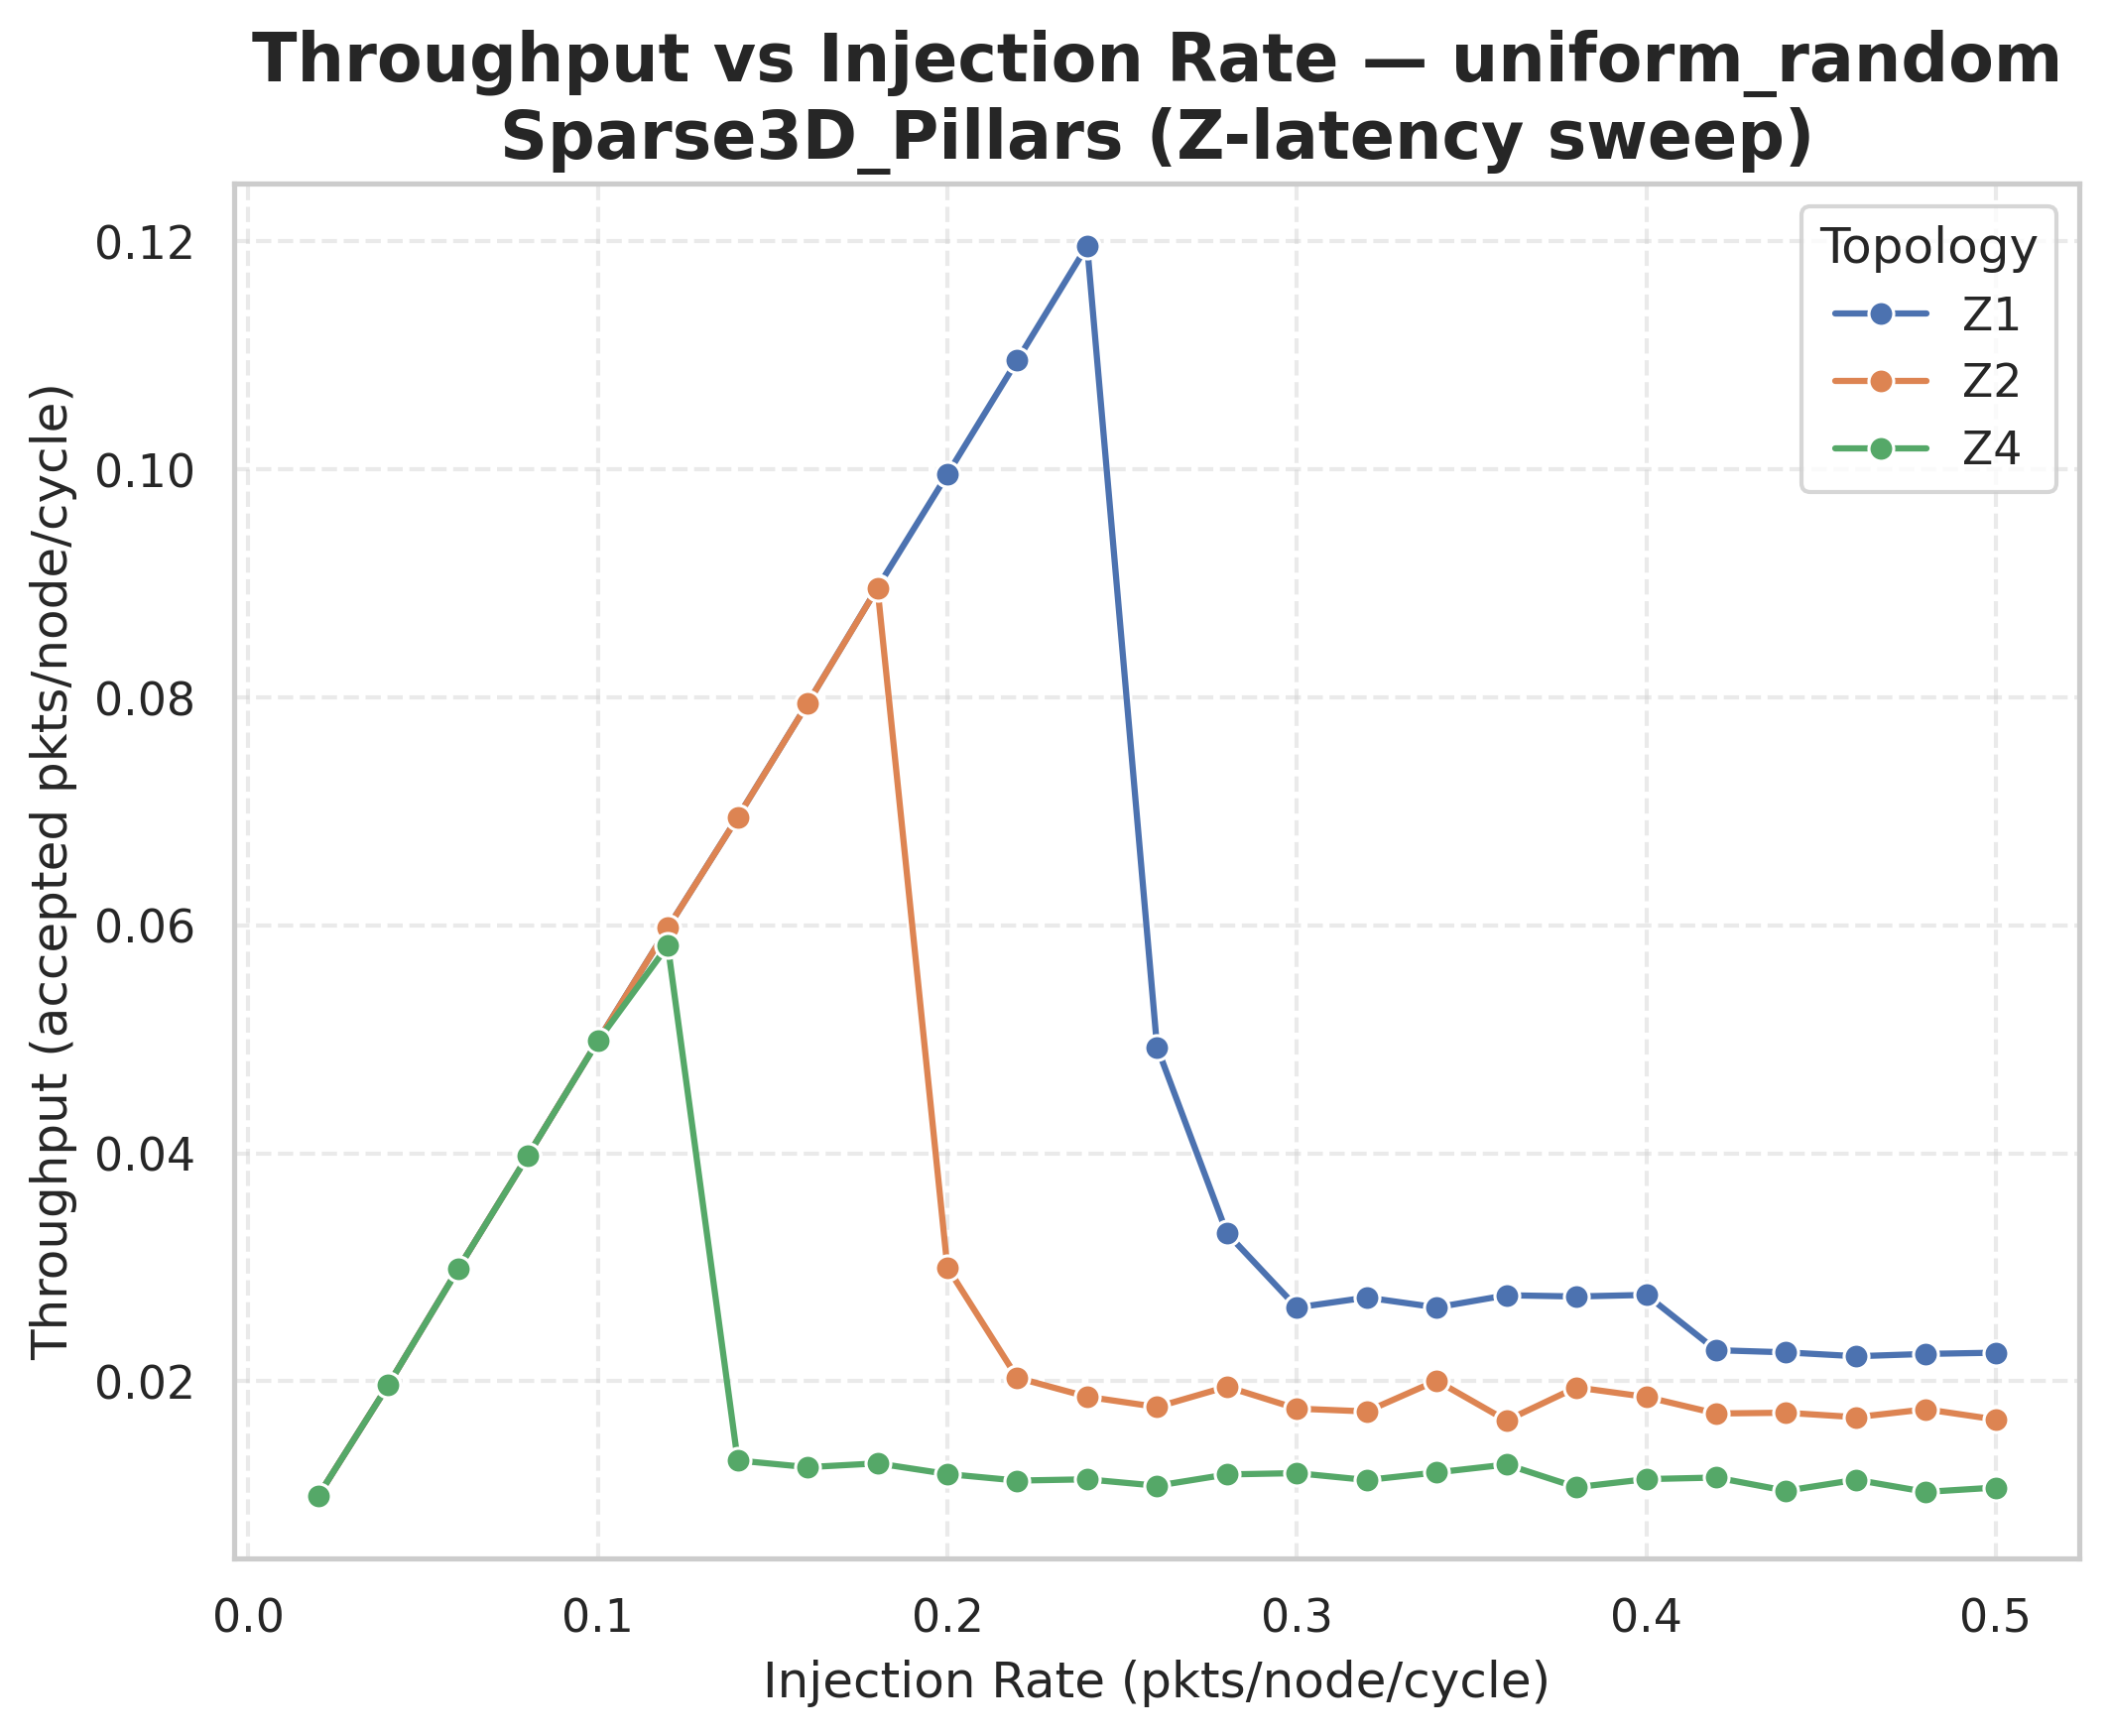 Throughput vs Injection Rate — uniform_random
Sparse3D_Pillars (Z-latency sweep)
Throughput (accepted pkts/node/cycle)
0.12
0.10
0.08
0.06
0.04
0.02
Topology
Z1
Z2
Z4
0.0 0.1 0.2 0.3 0.4 0.5
Injection Rate (pkts/node/cycle)